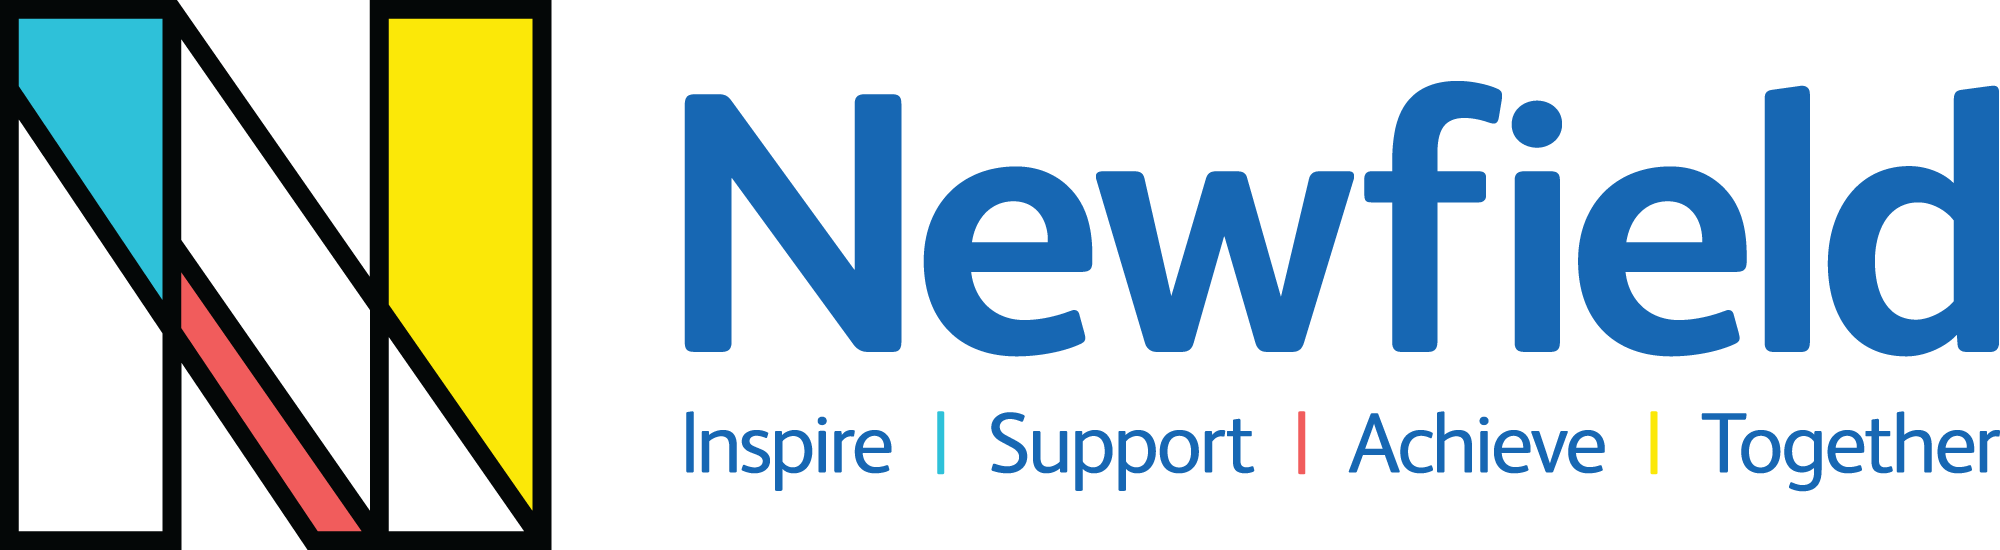 Newfield
Inspire | Support | Achieve | Together